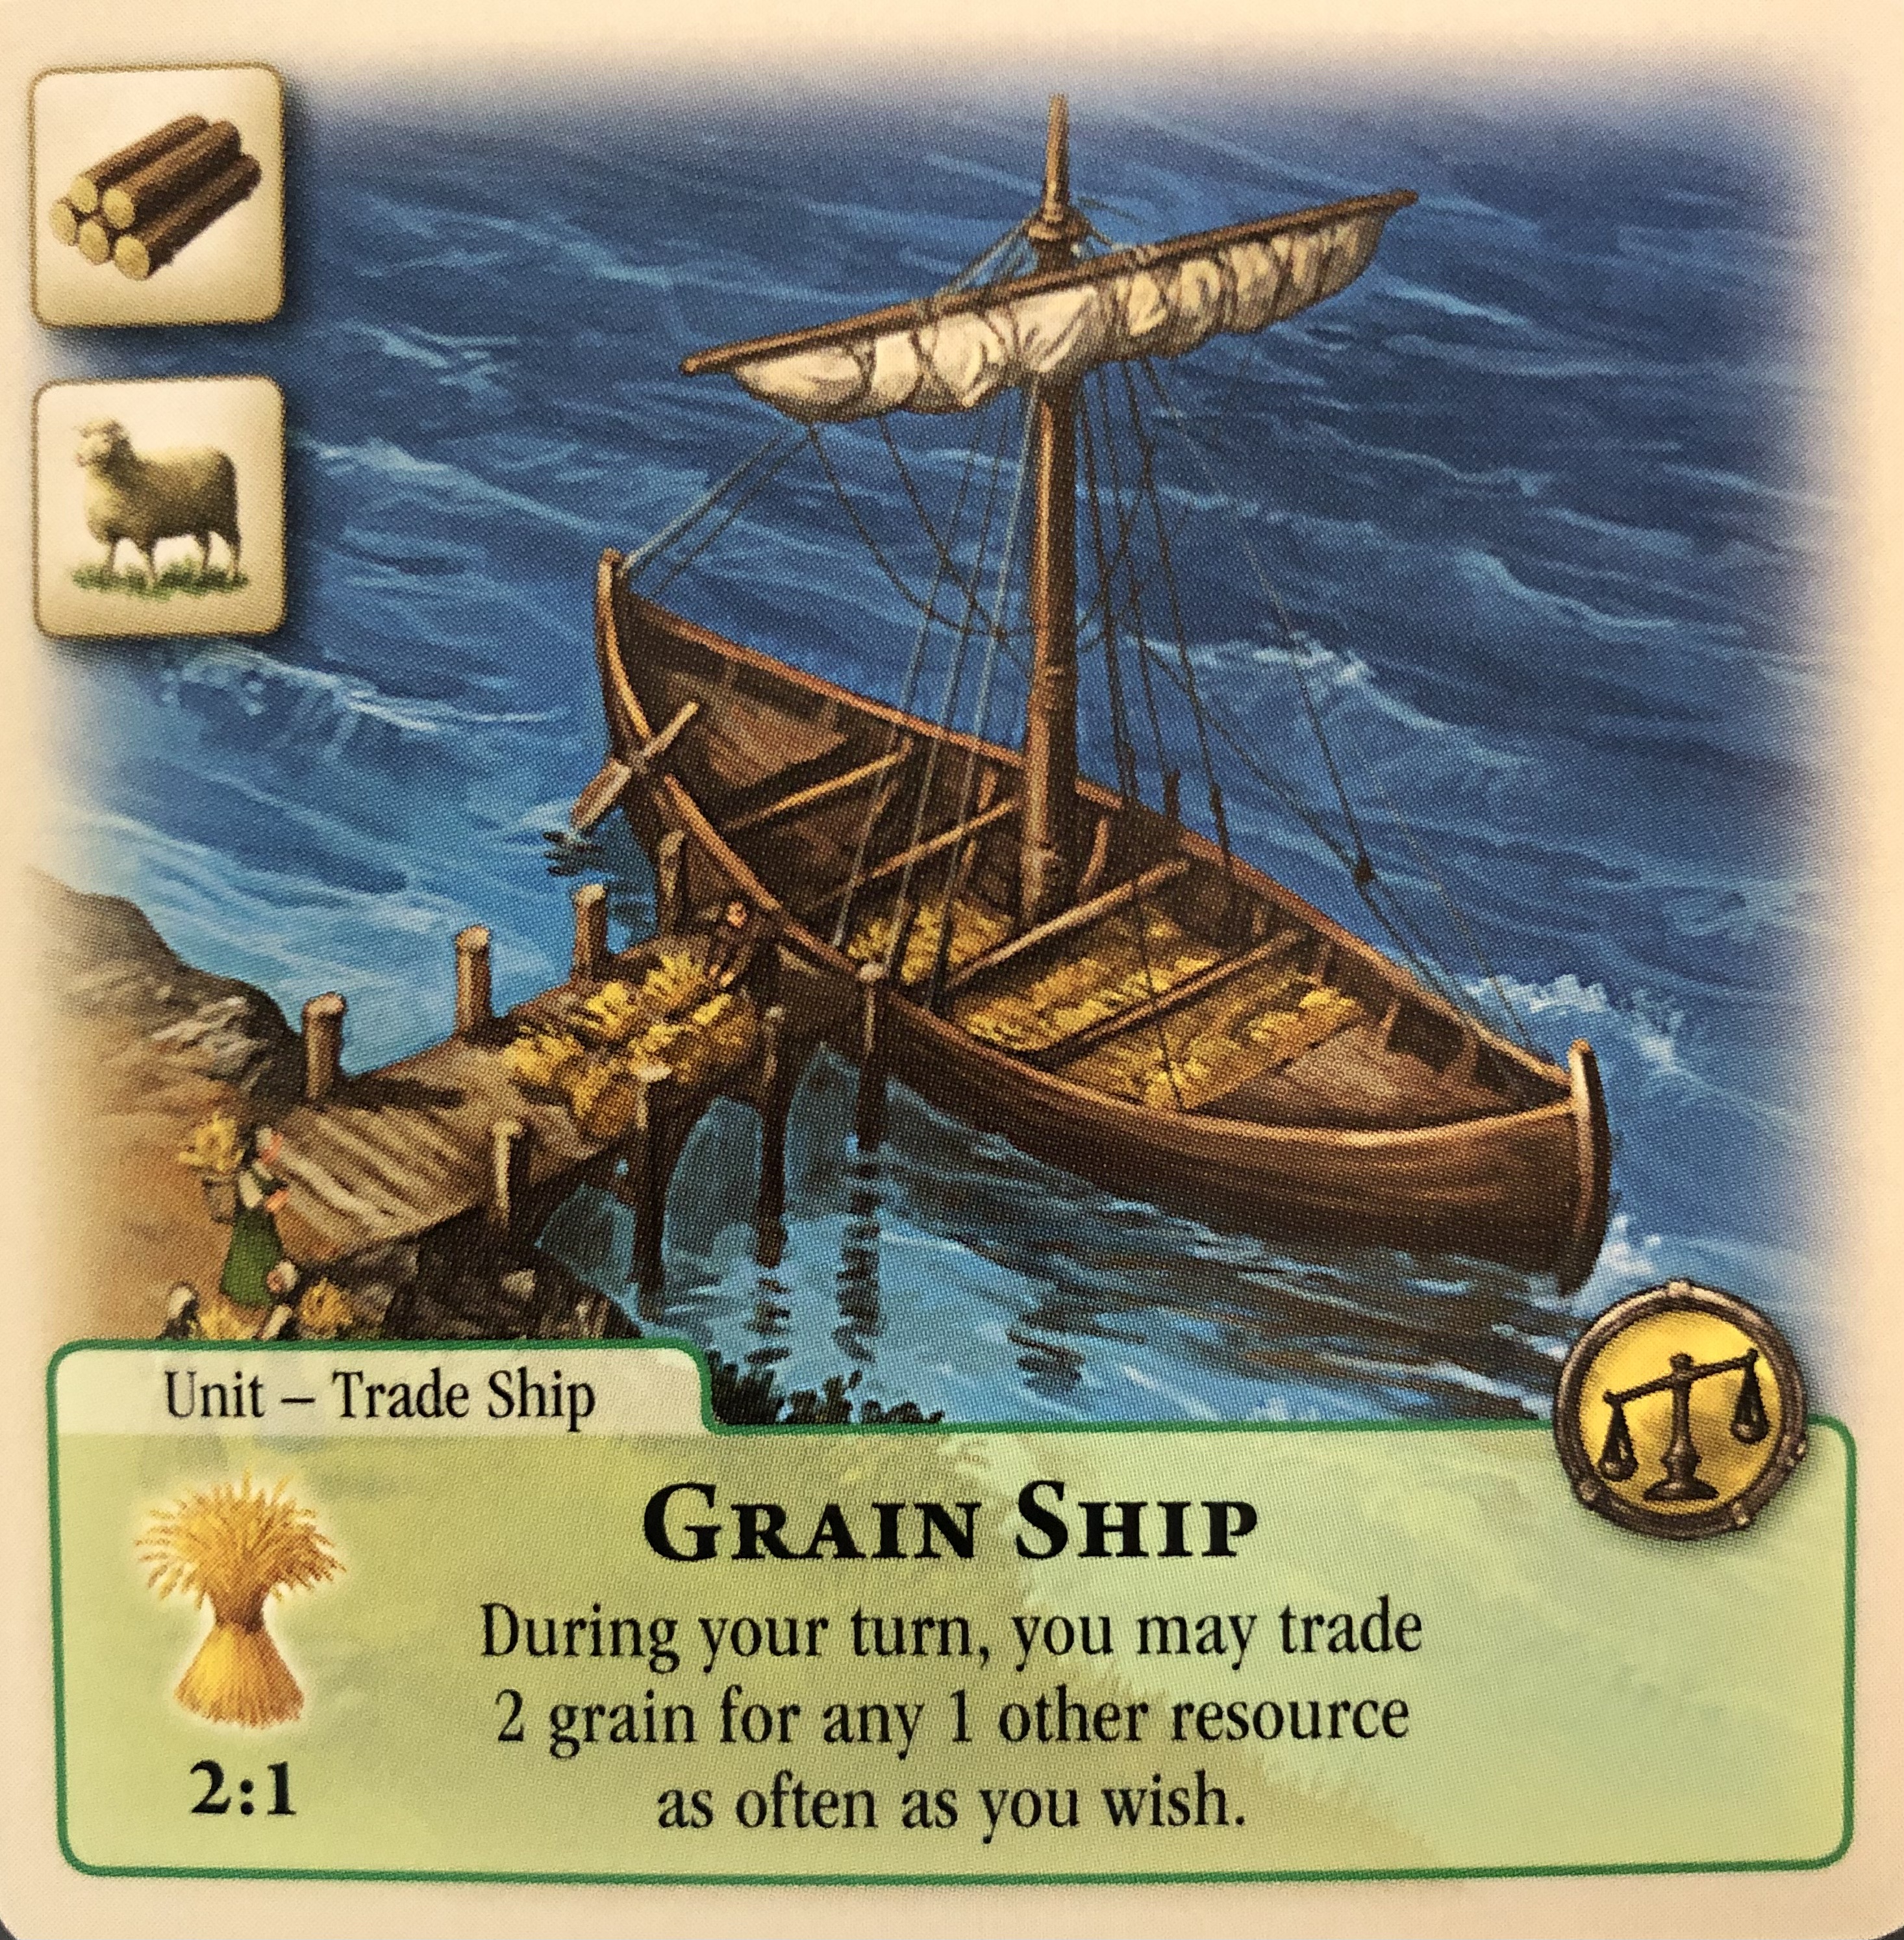 Unit – Trade Ship
Grain Ship
During your turn, you may trade
2 grain for any 1 other resource
as often as you wish.
2:1